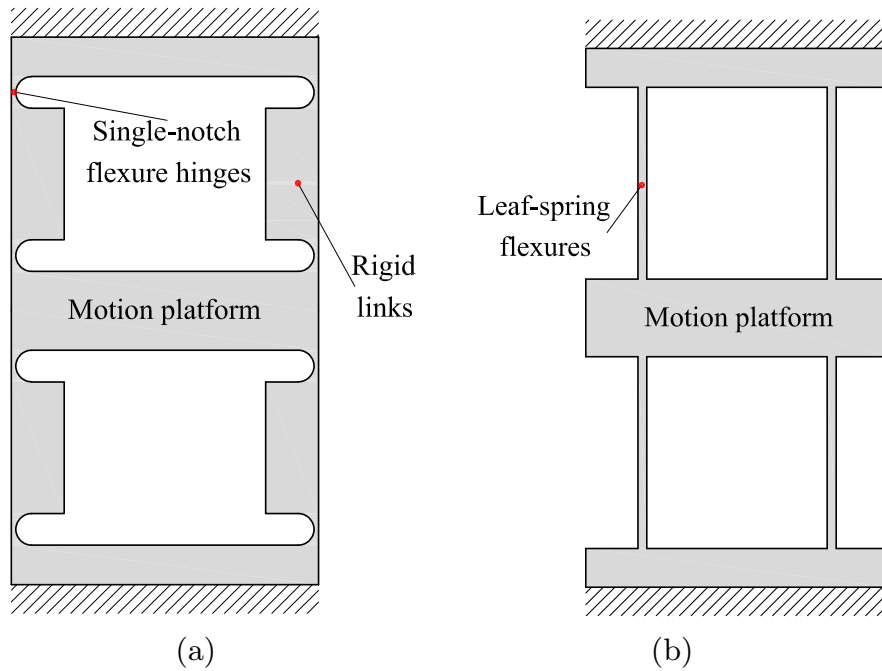 Single-notch
flexure hinges
Rigid
links
Motion platform
(a)
Leaf-spring
flexures
Motion platform
(b)